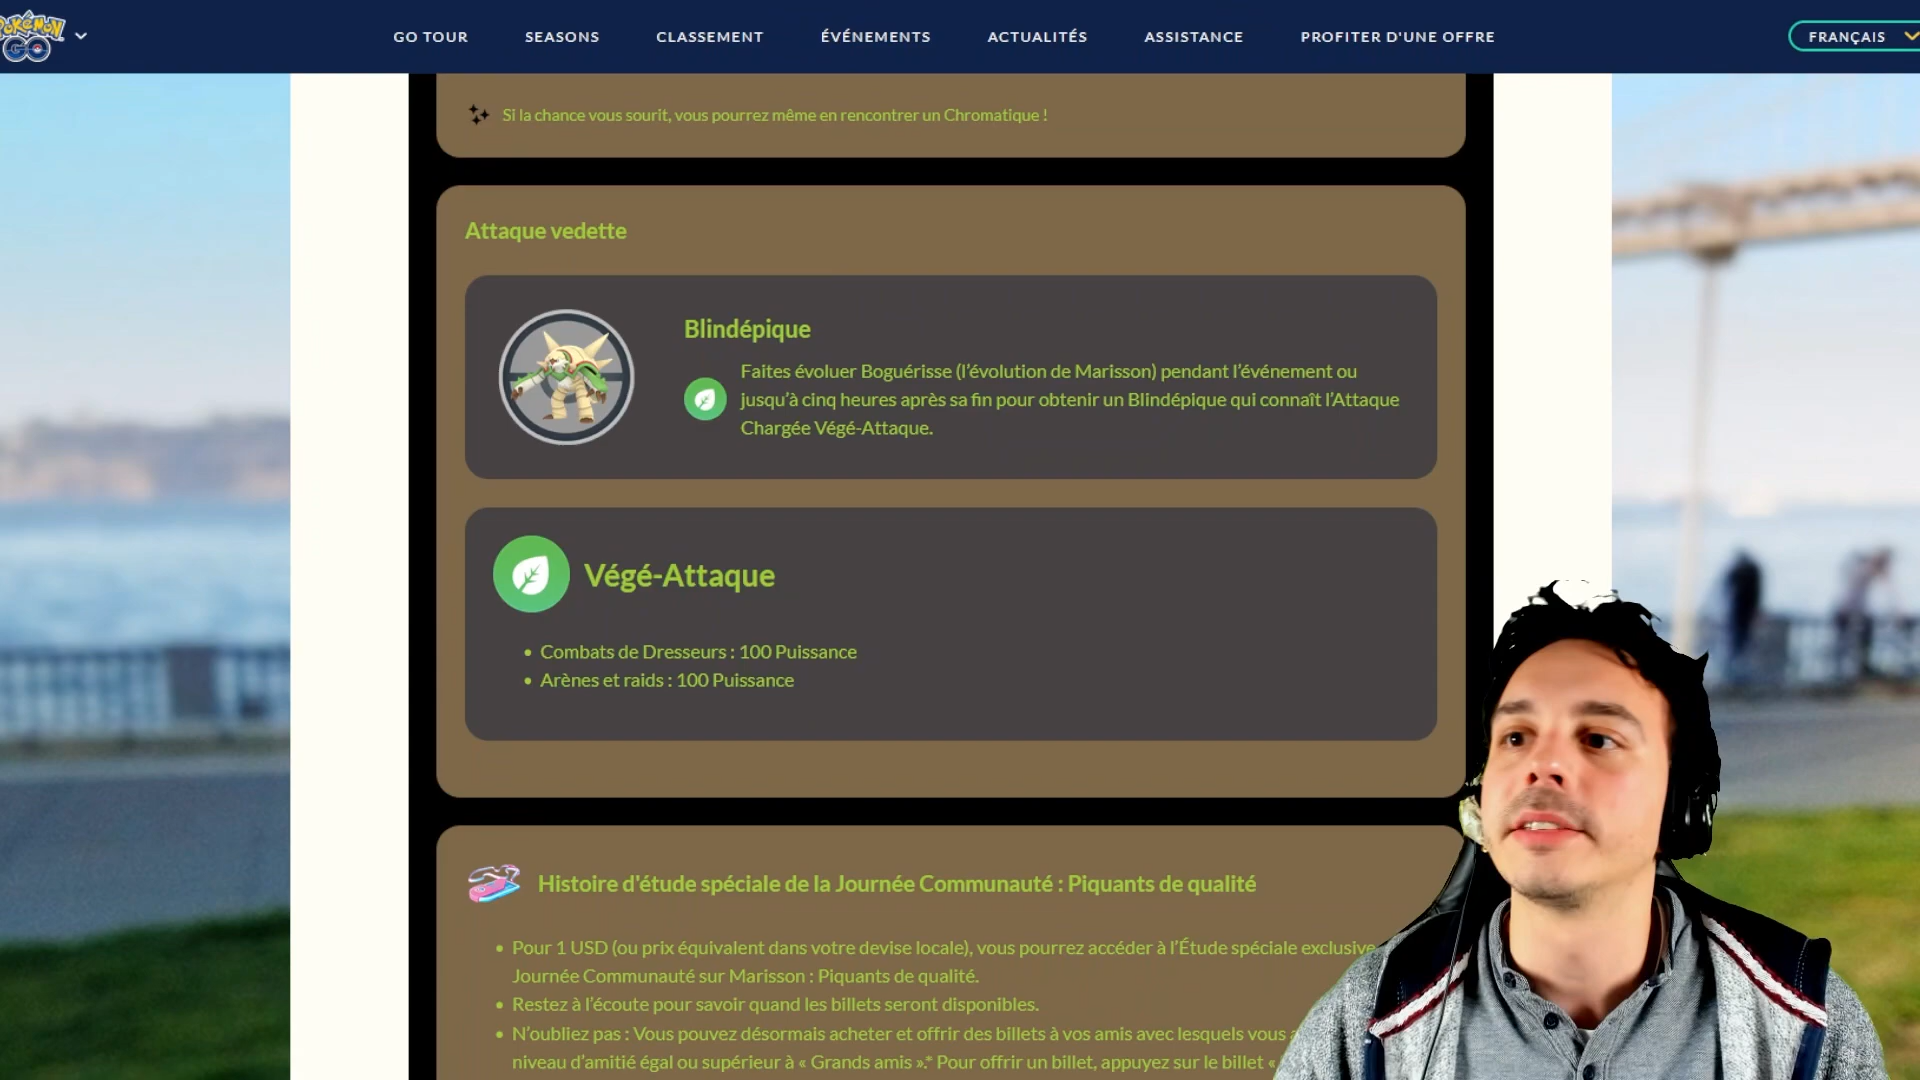 POKÉMON GO
GO TOUR
SEASONS
CLASSEMENT
ÉVÉNEMENTS
ACTUALITÉS
ASSISTANCE
PROFITER D'UNE OFFRE
FRANÇAIS
Si la chance vous sourit, vous pourrez même en rencontrer un Chromatique !
Attaque vedette
Blindépique
Faites évoluer Boguérisse (l’évolution de Marisson) pendant l’événement ou
jusqu’à cinq heures après sa fin pour obtenir un Blindépique qui connaît l’Attaque
Chargée Végé-Attaque.
Végé-Attaque
• Combats de Dresseurs : 100 Puissance
• Arènes et raids : 100 Puissance
Histoire d'étude spéciale de la Journée Communauté : Piquants de qualité
• Pour 1 USD (ou prix équivalent dans votre devise locale), vous pourrez accéder à l’Étude spéciale exclusive
Journée Communauté sur Marisson : Piquants de qualité.
• Restez à l’écoute pour savoir quand les billets seront disponibles.
• N’oubliez pas : Vous pouvez désormais acheter et offrir des billets à vos amis avec lesquels vous a
niveau d’amitié égal ou supérieur à « Grands amis ».* Pour offrir un billet, appuyez sur le billet «